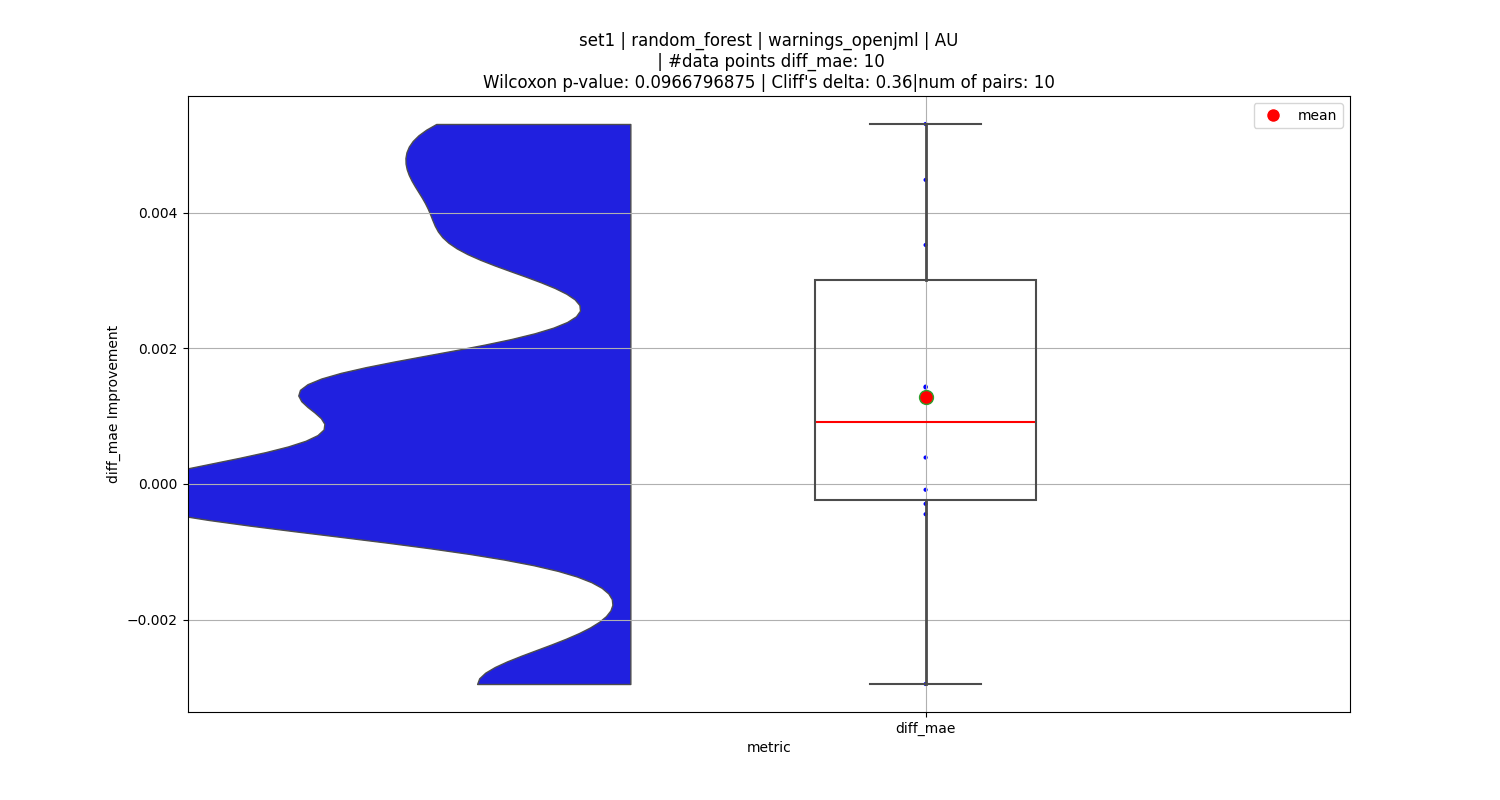 set1 | random_forest | warnings_openjml | AU
| #data points diff_mae: 10
Wilcoxon p-value: 0.0966796875 | Cliff's delta: 0.36|num of pairs: 10
mean
0.004
0.002
0.000
−0.002
diff_mae Improvement
diff_mae
metric